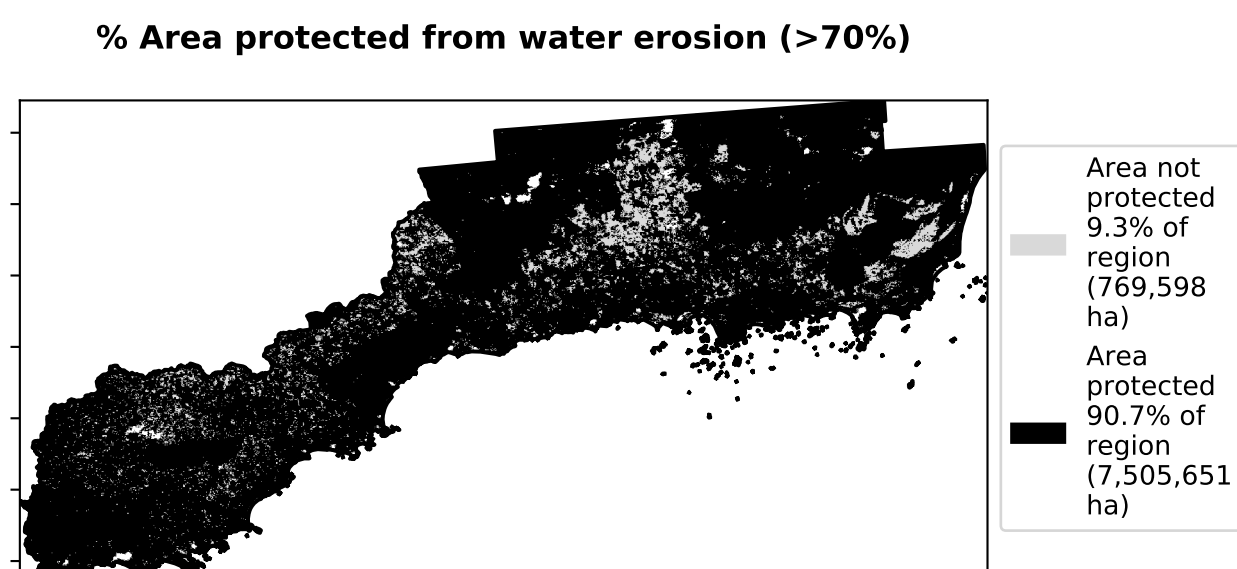 % Area protected from water erosion (>70%)
Area not
protected
9.3% of
region
(769,598
ha)
Area
protected
90.7% of
region
(7,505,651
ha)